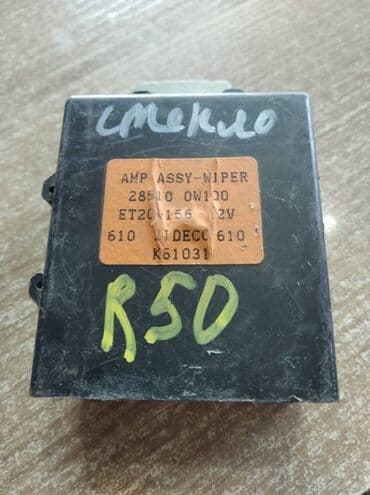 стекло
AMP ASSY-WIPER
28510 0W100
ET20-156 12V
610 NIDECO 610
K61031
R50